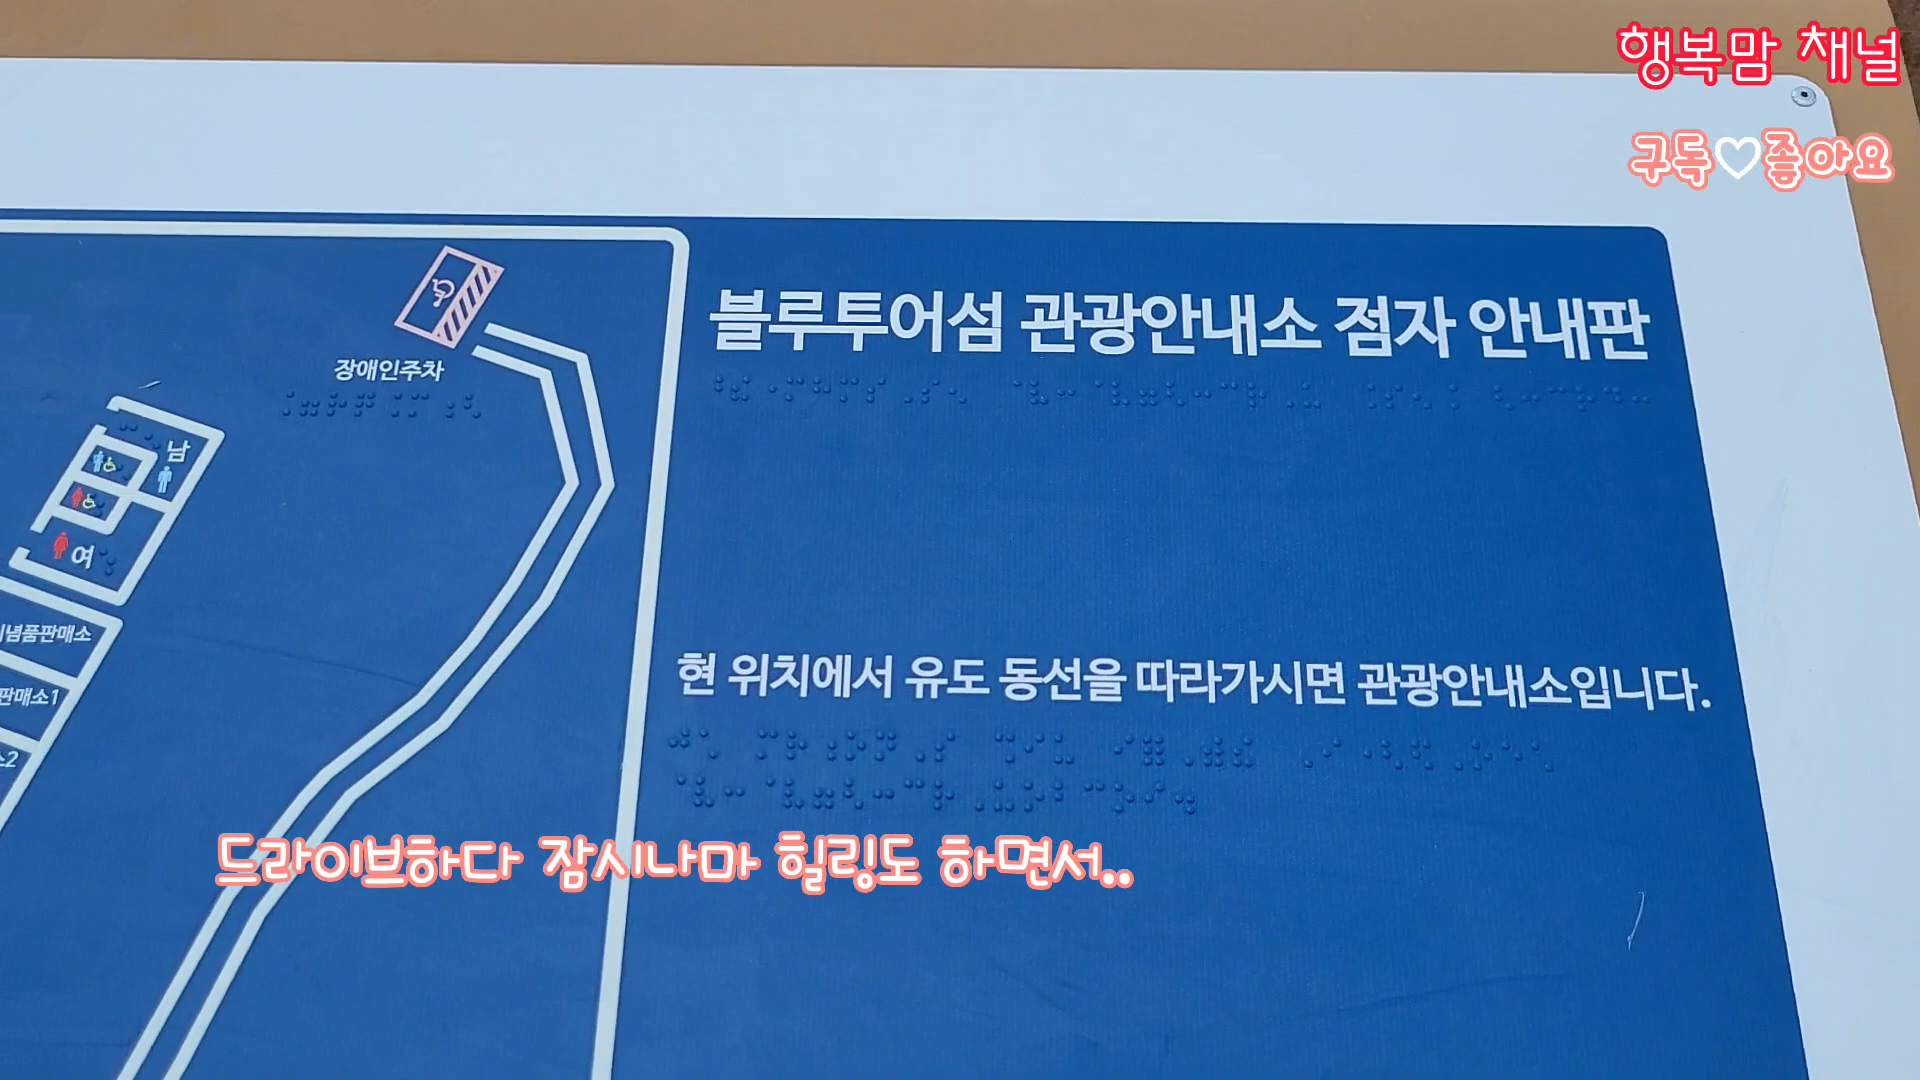 행복맘 채널
구독♡좋아요
블루투어섬 관광안내소 점자 안내판
장애인주차
남
여
념품판매소
판매소1
소2
현 위치에서 유도 동선을 따라가시면 관광안내소입니다.
드라이브하다 잠시나마 힐링도 하면서..